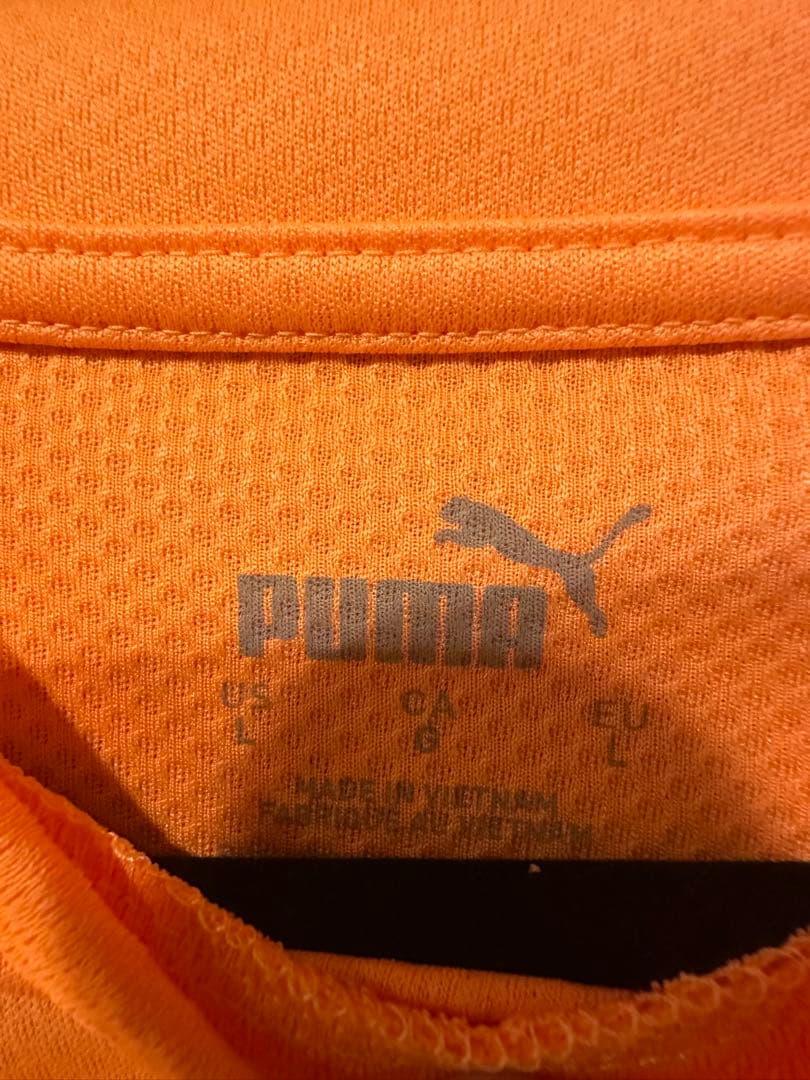 PUMA
US CA EU
L G L
MADE IN VIETNAM
FABRIQUÉ AU VIETNAM